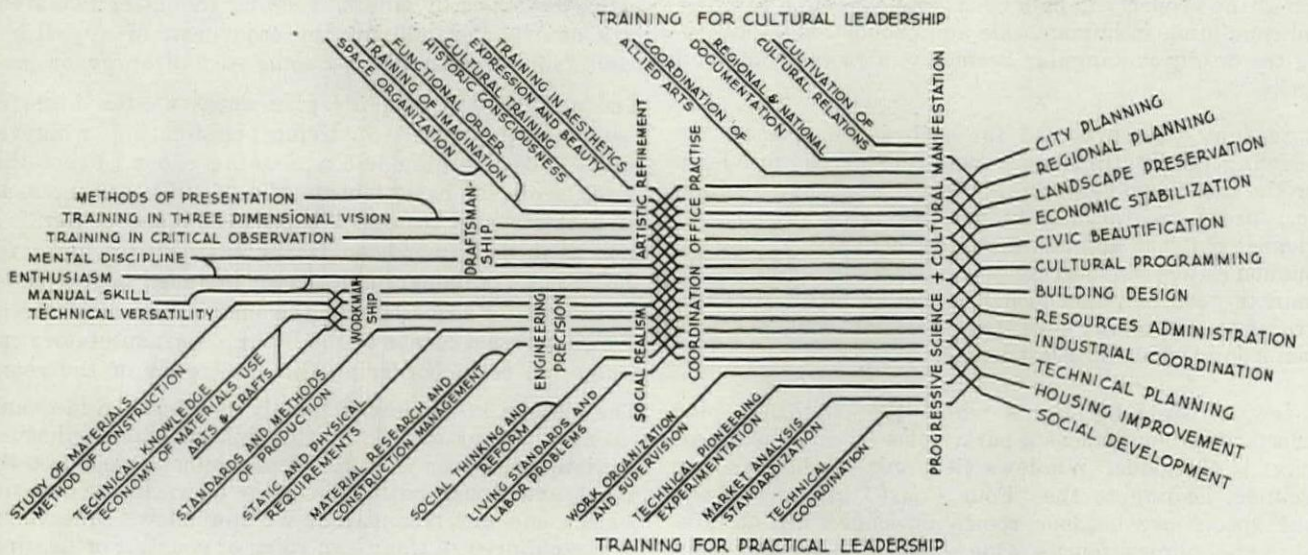 TRAINING FOR CULTURAL LEADERSHIP
SPACE ORGANIZATION
TRAINING OF IMAGINATION
FUNCTIONAL ORDER
CULTURAL TRAINING
HISTORIC CONSCIOUSNESS
EXPRESSION AND BEAUTY
TRAINING IN AESTHETICS
COORDINATION OF
ALLIED ARTS
REGIONAL & NATIONAL
DOCUMENTATION
CULTIVATION OF
CULTURAL RELATIONS
METHODS OF PRESENTATION
TRAINING IN THREE DIMENSIONAL VISION
TRAINING IN CRITICAL OBSERVATION
MENTAL DISCIPLINE
ENTHUSIASM
MANUAL SKILL
TECHNICAL VERSATILITY
DRAFTSMAN-
SHIP
WORKMAN
SHIP
ENGINEERING
PRECISION
ARTISTIC REFINEMENT
SOCIAL REALISM
COORDINATION OFFICE PRACTISE
PROGRESSIVE SCIENCE + CULTURAL MANIFESTATION
CITY PLANNING
REGIONAL PLANNING
LANDSCAPE PRESERVATION
ECONOMIC STABILIZATION
CIVIC BEAUTIFICATION
CULTURAL PROGRAMMING
BUILDING DESIGN
RESOURCES ADMINISTRATION
INDUSTRIAL COORDINATION
TECHNICAL PLANNING
HOUSING IMPROVEMENT
SOCIAL DEVELOPMENT
STUDY OF MATERIALS
METHOD OF CONSTRUCTION
TECHNICAL KNOWLEDGE
ECONOMY OF MATERIALS USE
ARTS & CRAFTS
STANDARDS AND METHODS
OF PRODUCTION
STATIC AND PHYSICAL
REQUIREMENTS
MATERIAL RESEARCH AND
CONSTRUCTION MANAGEMENT
SOCIAL THINKING AND
REFORM
LIVING STANDARDS AND
LABOR PROBLEMS
WORK ORGANIZATION
AND SUPERVISION
TECHNICAL PIONEERING
EXPERIMENTATION
MARKET ANALYSIS
STANDARDIZATION
TECHNICAL
COORDINATION
TRAINING FOR PRACTICAL LEADERSHIP